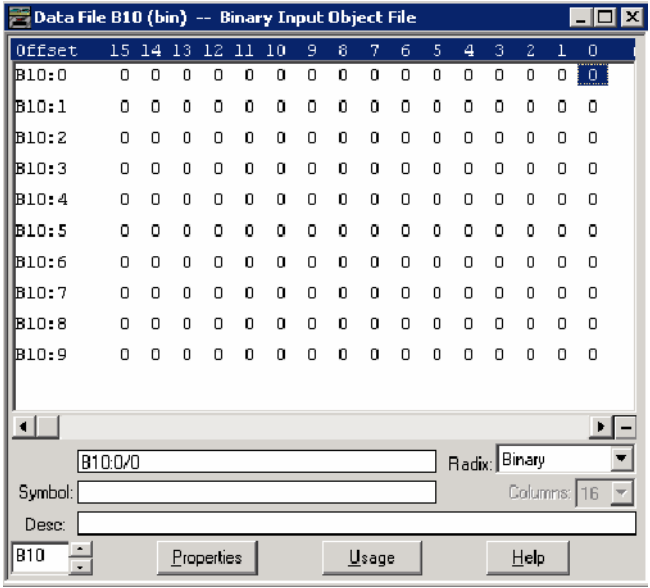 Data File B10 (bin) -- Binary Input Object File
Offset 15 14 13 12 11 10 9 8 7 6 5 4 3 2 1 0
B10:0 0 0 0 0 0 0 0 0 0 0 0 0 0 0 0 0
B10:1 0 0 0 0 0 0 0 0 0 0 0 0 0 0 0 0
B10:2 0 0 0 0 0 0 0 0 0 0 0 0 0 0 0 0
B10:3 0 0 0 0 0 0 0 0 0 0 0 0 0 0 0 0
B10:4 0 0 0 0 0 0 0 0 0 0 0 0 0 0 0 0
B10:5 0 0 0 0 0 0 0 0 0 0 0 0 0 0 0 0
B10:6 0 0 0 0 0 0 0 0 0 0 0 0 0 0 0 0
B10:7 0 0 0 0 0 0 0 0 0 0 0 0 0 0 0 0
B10:8 0 0 0 0 0 0 0 0 0 0 0 0 0 0 0 0
B10:9 0 0 0 0 0 0 0 0 0 0 0 0 0 0 0 0
B10:0/0 Radix: Binary
Symbol: Columns: 16
Desc:
B10 Properties Usage Help